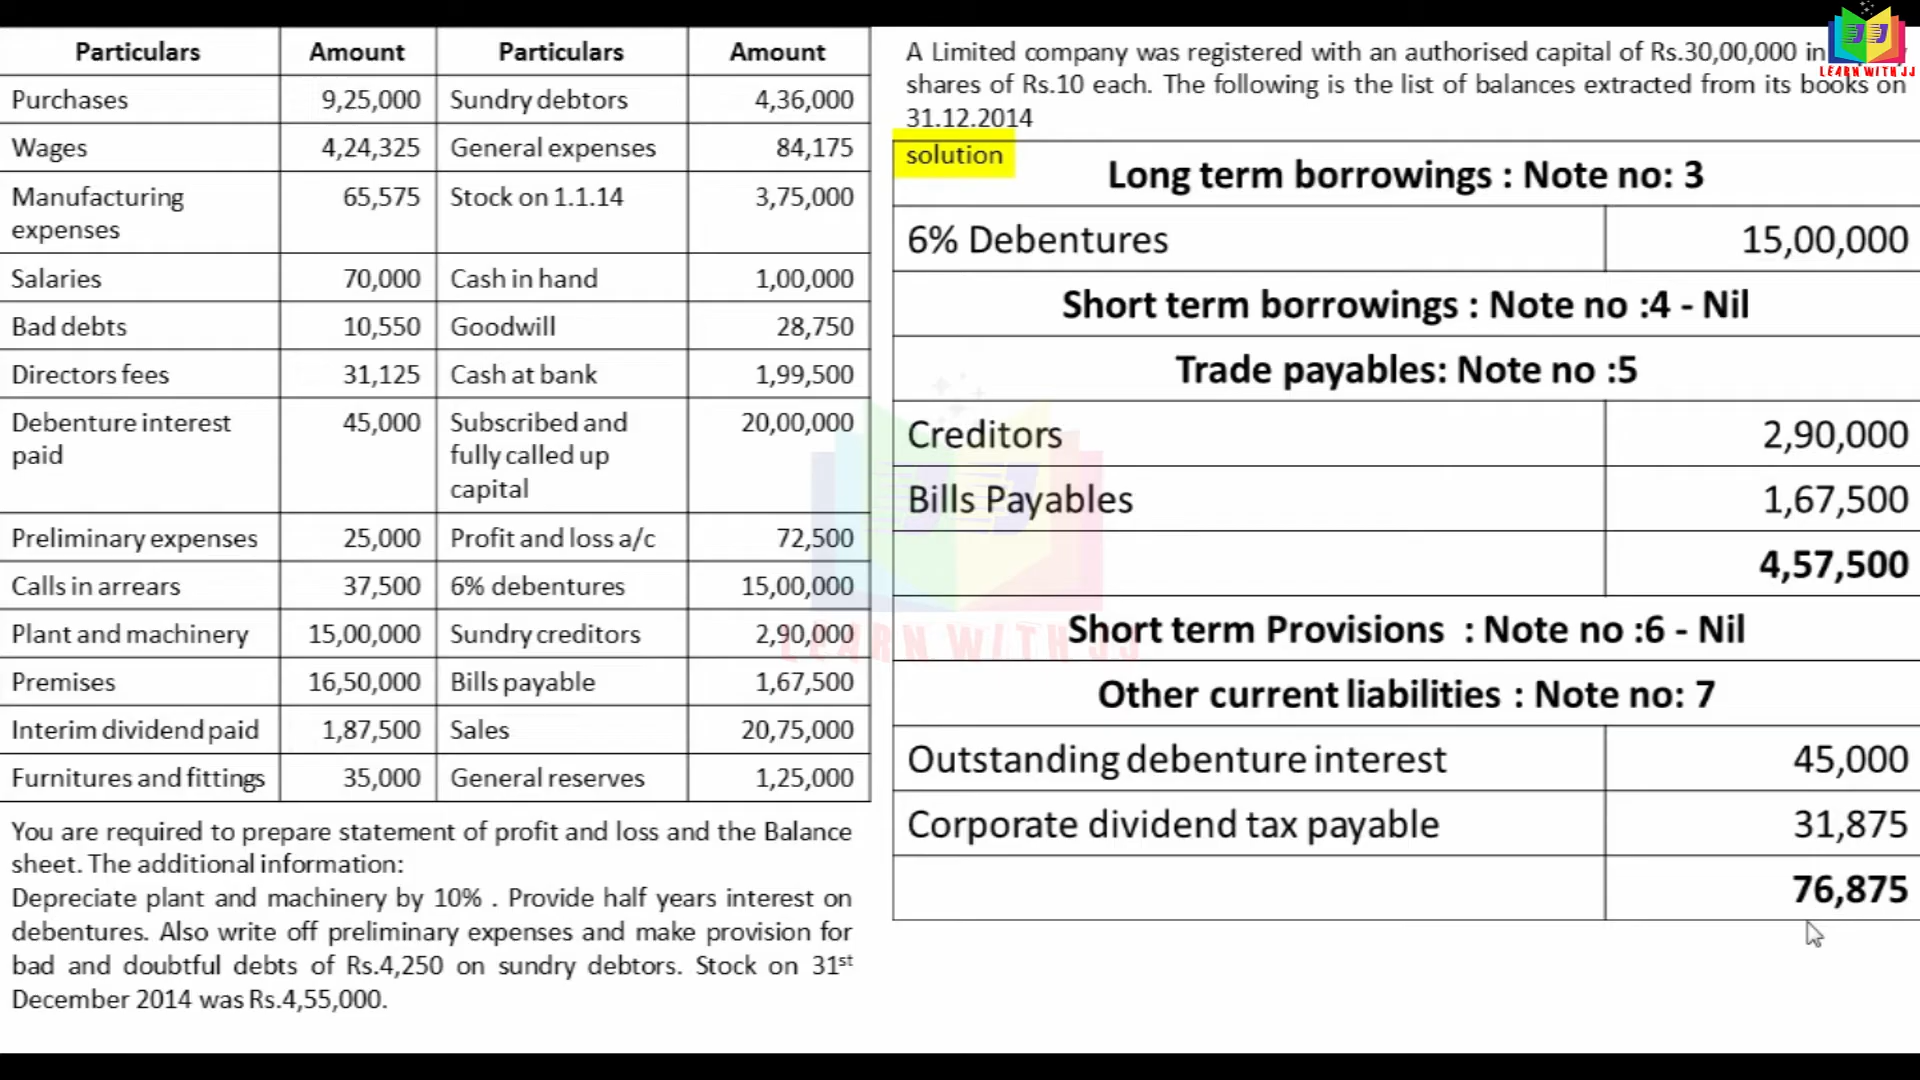 Particulars Amount Particulars Amount
Purchases 9,25,000 Sundry debtors 4,36,000
Wages 4,24,325 General expenses 84,175
Manufacturing 65,575 Stock on 1.1.14 3,75,000
expenses
Salaries 70,000 Cash in hand 1,00,000
Bad debts 10,550 Goodwill 28,750
Directors fees 31,125 Cash at bank 1,99,500
Debenture interest 45,000 Subscribed and 20,00,000
paid fully called up
capital
Preliminary expenses 25,000 Profit and loss a/c 72,500
Calls in arrears 37,500 6% debentures 15,00,000
Plant and machinery 15,00,000 Sundry creditors 2,90,000
Premises 16,50,000 Bills payable 1,67,500
Interim dividend paid 1,87,500 Sales 20,75,000
Furnitures and fittings 35,000 General reserves 1,25,000
You are required to prepare statement of profit and loss and the Balance
sheet. The additional information:
Depreciate plant and machinery by 10% . Provide half years interest on
debentures. Also write off preliminary expenses and make provision for
bad and doubtful debts of Rs.4,250 on sundry debtors. Stock on 31st
December 2014 was Rs.4,55,000.
A Limited company was registered with an authorised capital of Rs.30,00,000 in
shares of Rs.10 each. The following is the list of balances extracted from its books on
31.12.2014
solution
Long term borrowings : Note no: 3
6% Debentures 15,00,000
Short term borrowings : Note no :4 - Nil
Trade payables: Note no :5
Creditors 2,90,000
Bills Payables 1,67,500
4,57,500
Short term Provisions : Note no :6 - Nil
Other current liabilities : Note no: 7
Outstanding debenture interest 45,000
Corporate dividend tax payable 31,875
76,875
JJ
LEARN WITH JJ
LEARN WITH JJ